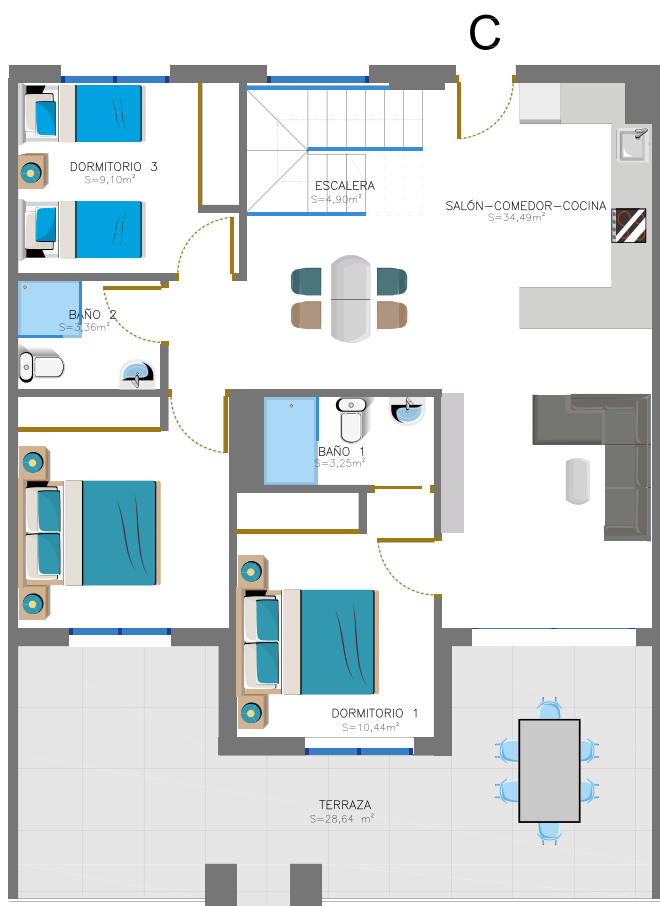 C
DORMITORIO 3
S=9,10m²
ESCALERA
S=4,90m²
SALÓN-COMEDOR-COCINA
S=34,49m²
BAÑO 2
S=3,36m²
BAÑO 1
S=3,25m²
DORMITORIO 1
S=10,44m²
TERRAZA
S=28,64 m²